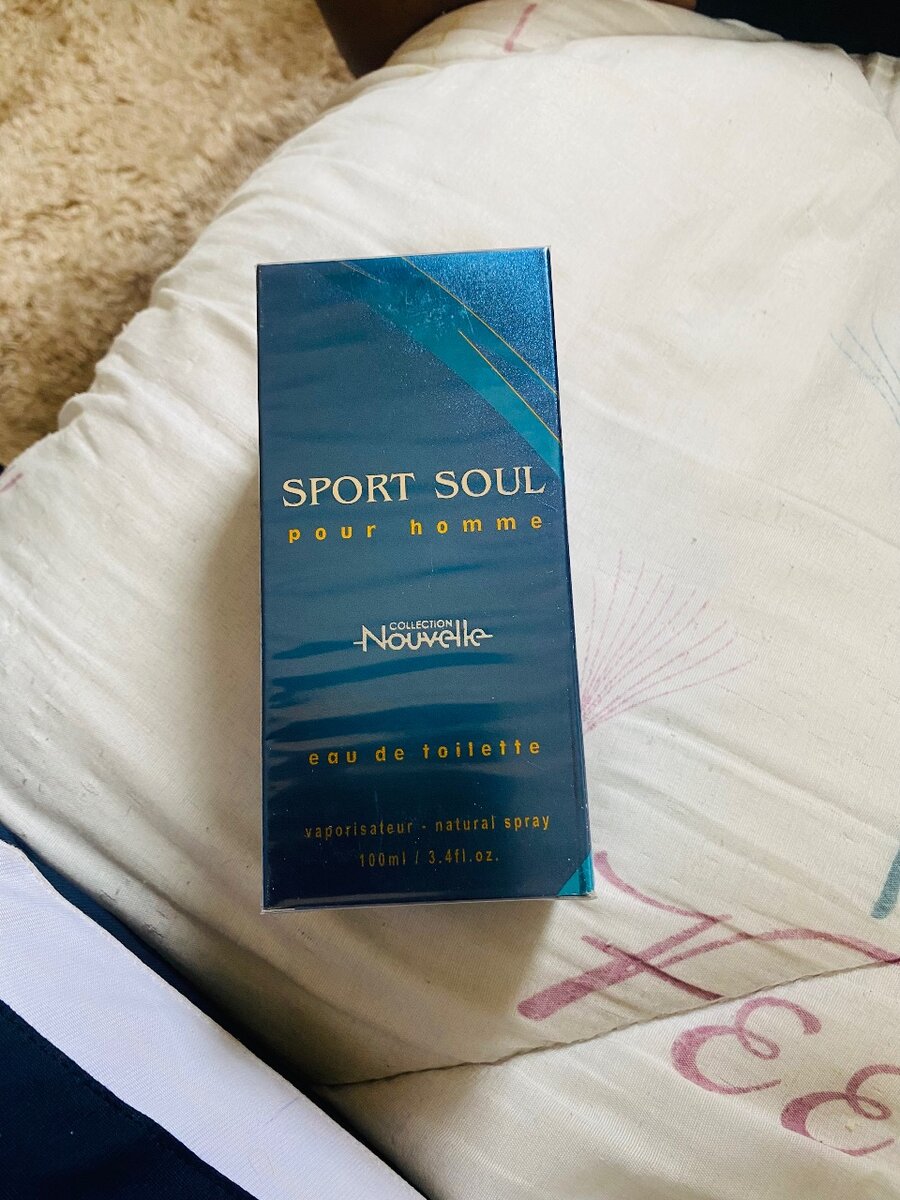 SPORT SOUL
pour homme
COLLECTION
Nouvelle
eau de toilette
vaporisateur - natural spray
100ml / 3.4fl.oz.